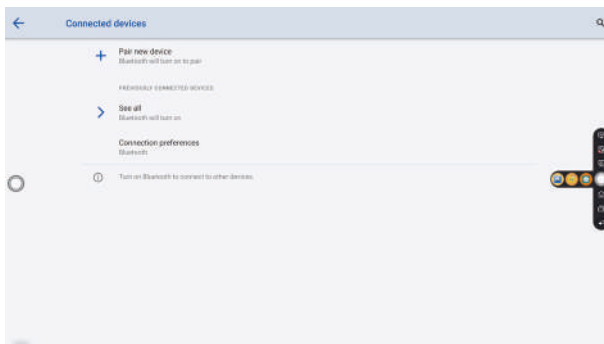 Connected devices
Pair new device
Bluetooth will turn on to pair
PREVIOUSLY CONNECTED DEVICES
See all
Bluetooth will turn on
Connection preferences
Bluetooth
Turn on Bluetooth to connect to other devices.